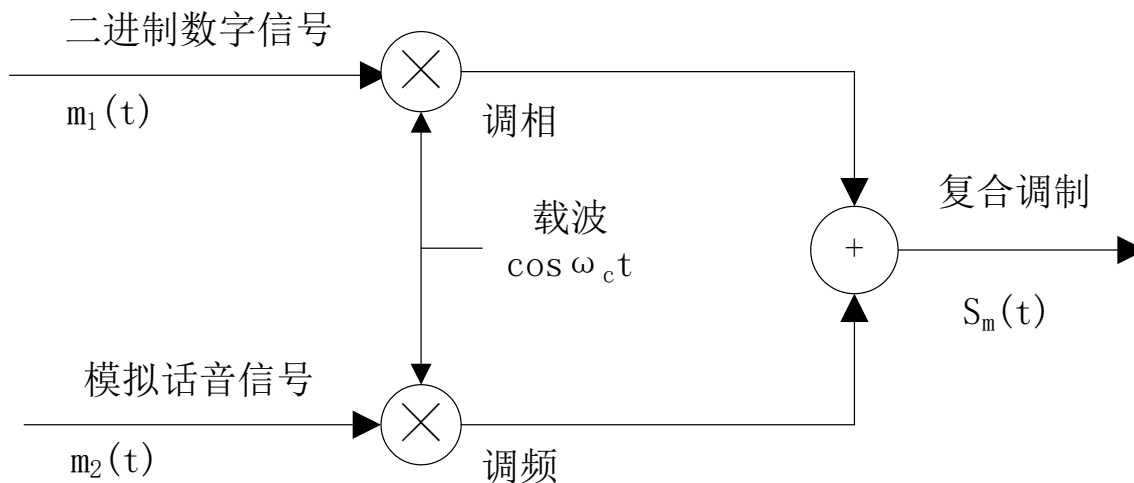 二进制数字信号
m₁(t)
调相
载波
cosω꜀t
复合调制
+
Sₘ(t)
模拟话音信号
m₂(t)
调频